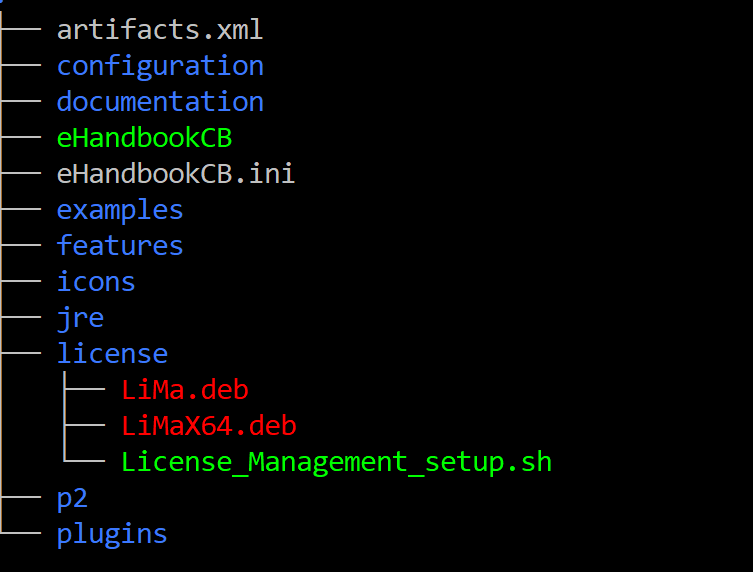 artifacts.xml
configuration
documentation
eHandbookCB
eHandbookCB.ini
examples
features
icons
jre
license
LiMa.deb
LiMaX64.deb
License_Management_setup.sh
p2
plugins